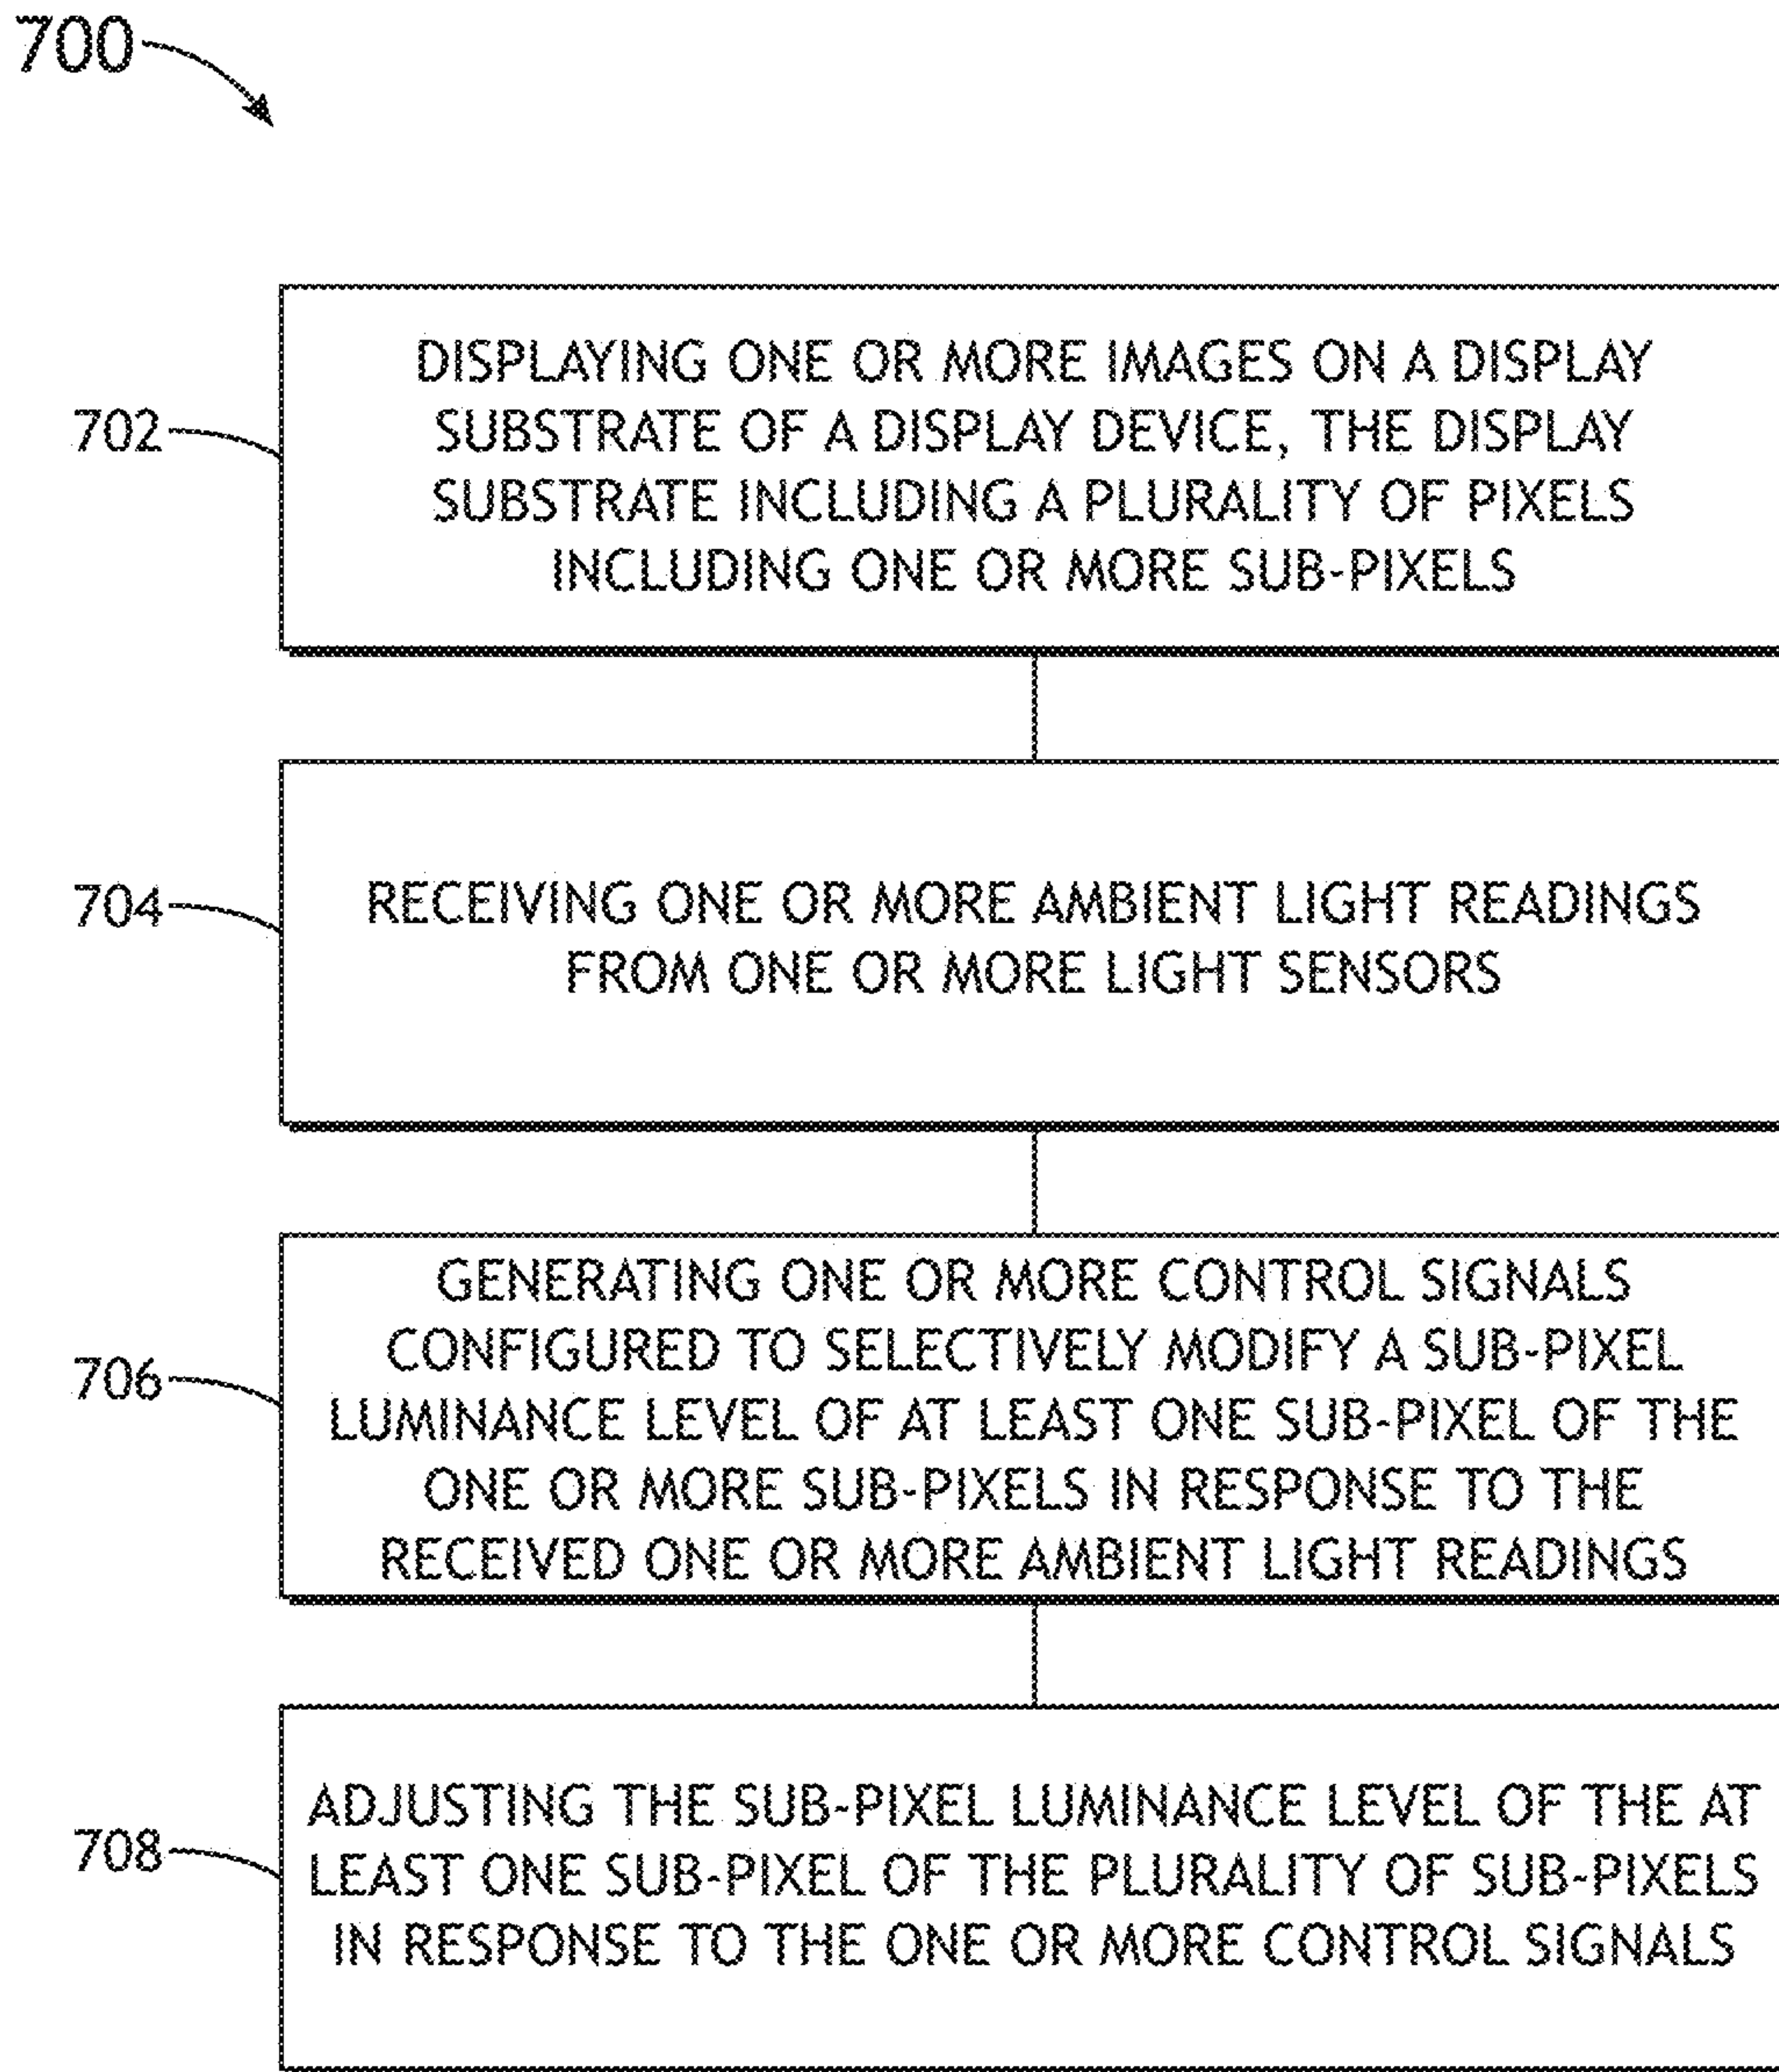 700
702
DISPLAYING ONE OR MORE IMAGES ON A DISPLAY
SUBSTRATE OF A DISPLAY DEVICE, THE DISPLAY
SUBSTRATE INCLUDING A PLURALITY OF PIXELS
INCLUDING ONE OR MORE SUB-PIXELS
704
RECEIVING ONE OR MORE AMBIENT LIGHT READINGS
FROM ONE OR MORE LIGHT SENSORS
706
GENERATING ONE OR MORE CONTROL SIGNALS
CONFIGURED TO SELECTIVELY MODIFY A SUB-PIXEL
LUMINANCE LEVEL OF AT LEAST ONE SUB-PIXEL OF THE
ONE OR MORE SUB-PIXELS IN RESPONSE TO THE
RECEIVED ONE OR MORE AMBIENT LIGHT READINGS
708
ADJUSTING THE SUB-PIXEL LUMINANCE LEVEL OF THE AT
LEAST ONE SUB-PIXEL OF THE PLURALITY OF SUB-PIXELS
IN RESPONSE TO THE ONE OR MORE CONTROL SIGNALS